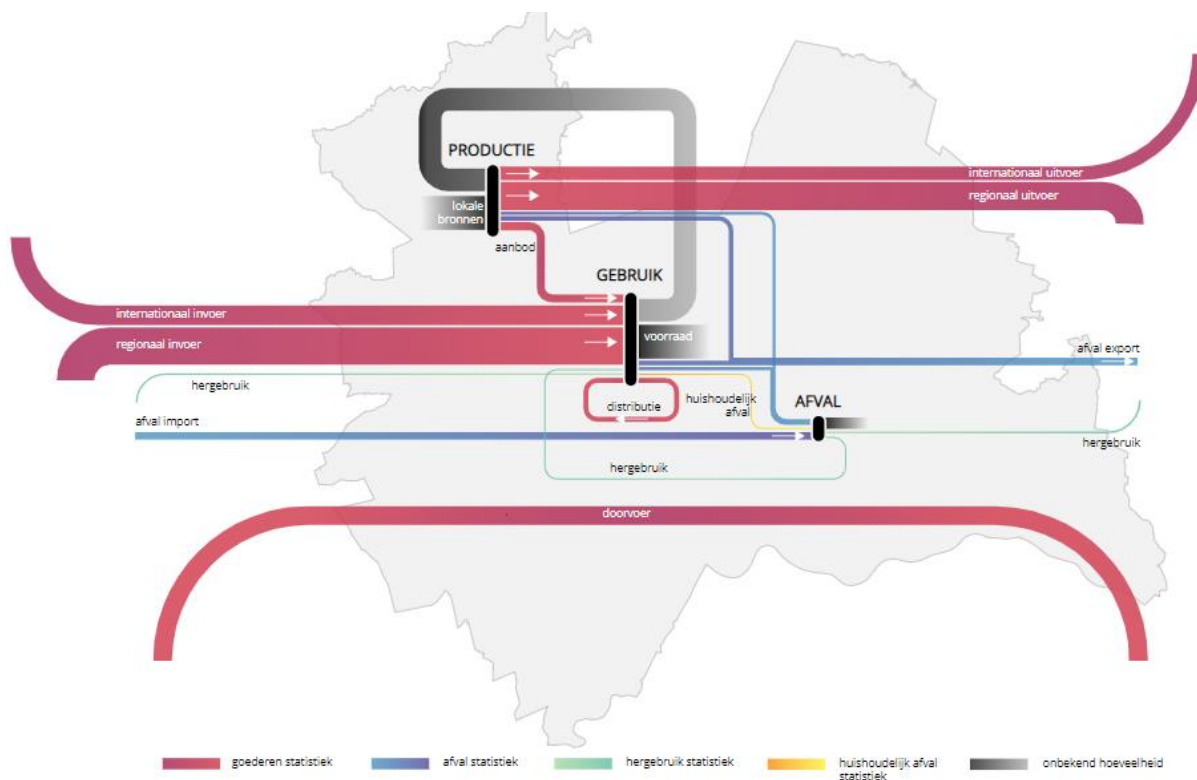 PRODUCTIE
internationaal uitvoer
regionaal uitvoer
lokale
bronnen
aanbod
GEBRUIK
internationaal invoer
voorraad
regionaal invoer
afval export
hergebruik
huishoudelijk
afval
AFVAL
distributie
afval import
hergebruik
hergebruik
doorvoer
goederen statistiek
afval statistiek
hergebruik statistiek
huishoudelijk afval
statistiek
onbekend hoeveelheid